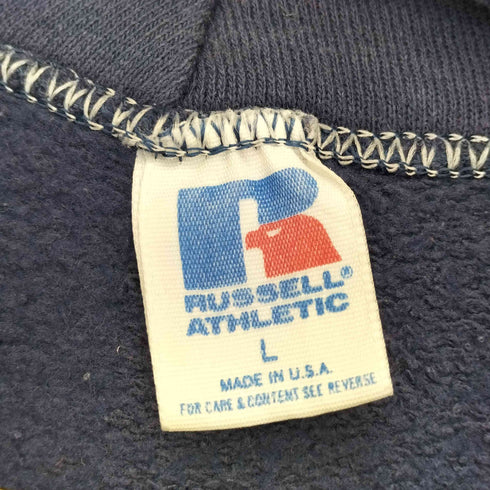 R
RUSSELL®
ATHLETIC
L
MADE IN U.S.A.
FOR CARE & CONTENT SEE REVERSE